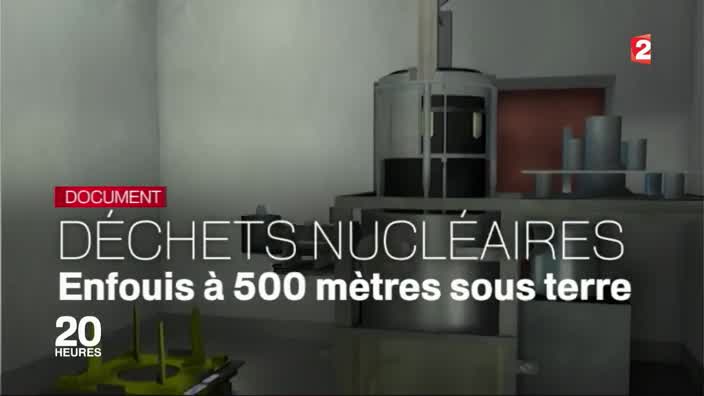 2
DOCUMENT
DÉCHETS NUCLÉAIRES
Enfouis à 500 mètres sous terre
20
HEURES